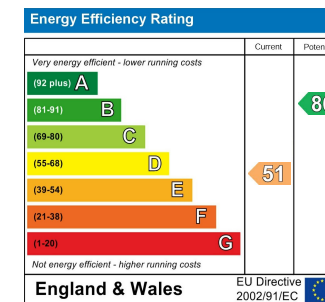 Energy Efficiency Rating
Current
Very energy efficient - lower running costs
(92 plus) A
(81-91) B
(69-80) C
(55-68) D
(39-54) E
51
(21-38) F
(1-20) G
Not energy efficient - higher running costs
England & Wales
EU Directive
2002/91/EC